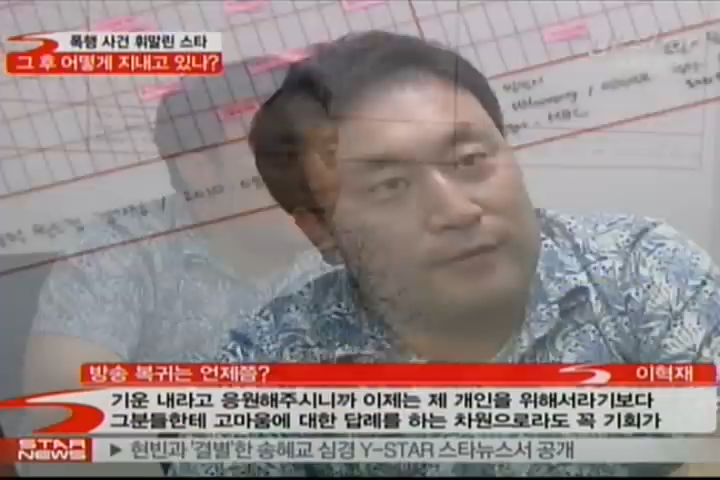 폭행 사건 휘말린 스타
그 후 어떻게 지내고 있나?
방송 복귀는 언제쯤?
이혁재
기운 내라고 응원해주시니까 이제는 제 개인을 위해서라기보다
그분들한테 고마움에 대한 답례를 하는 차원으로라도 꼭 기회가
STAR
NEWS
▶ 현빈과 '결별'한 송혜교 심경 Y-STAR 스타뉴스서 공개